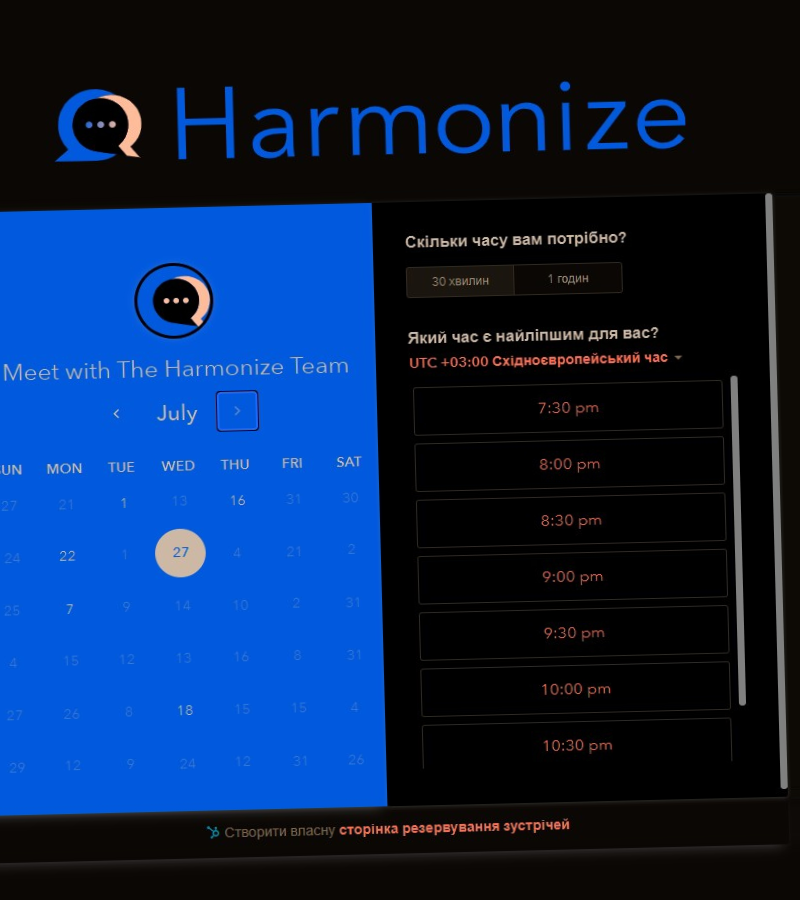 Harmonize
Meet with The Harmonize Team
July
MON TUE WED THU FRI SAT
27 21 1 13 16 31 30
24 22 1 27 4 21 2
25 7 9 14 10 2 31
4 15 12 13 16 8 31
27 26 8 18 15 15 4
29 12 9 24 12 31 26
Скільки часу вам потрібно?
30 хвилин 1 годин
Який час є найліпшим для вас?
UTC +03:00 Східноєвропейський час
7:30 pm
8:00 pm
8:30 pm
9:00 pm
9:30 pm
10:00 pm
10:30 pm
Створити власну сторінка резервування зустрічей